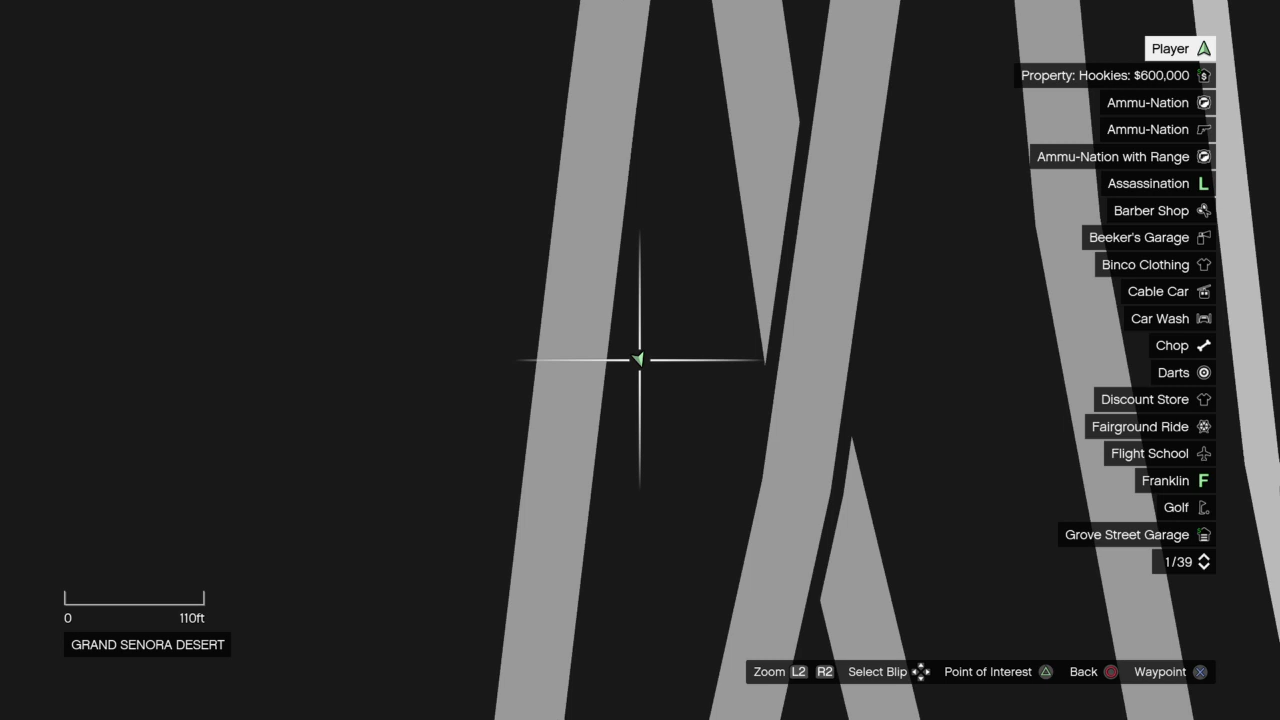 Player
Property: Hookies: $600,000
Ammu-Nation
Ammu-Nation
Ammu-Nation with Range
Assassination L
Barber Shop
Beeker's Garage
Binco Clothing
Cable Car
Car Wash
Chop
Darts
Discount Store
Fairground Ride
Flight School
Franklin F
Golf
Grove Street Garage
1/39
0 110ft
GRAND SENORA DESERT
Zoom L2 R2 Select Blip Point of Interest Back Waypoint